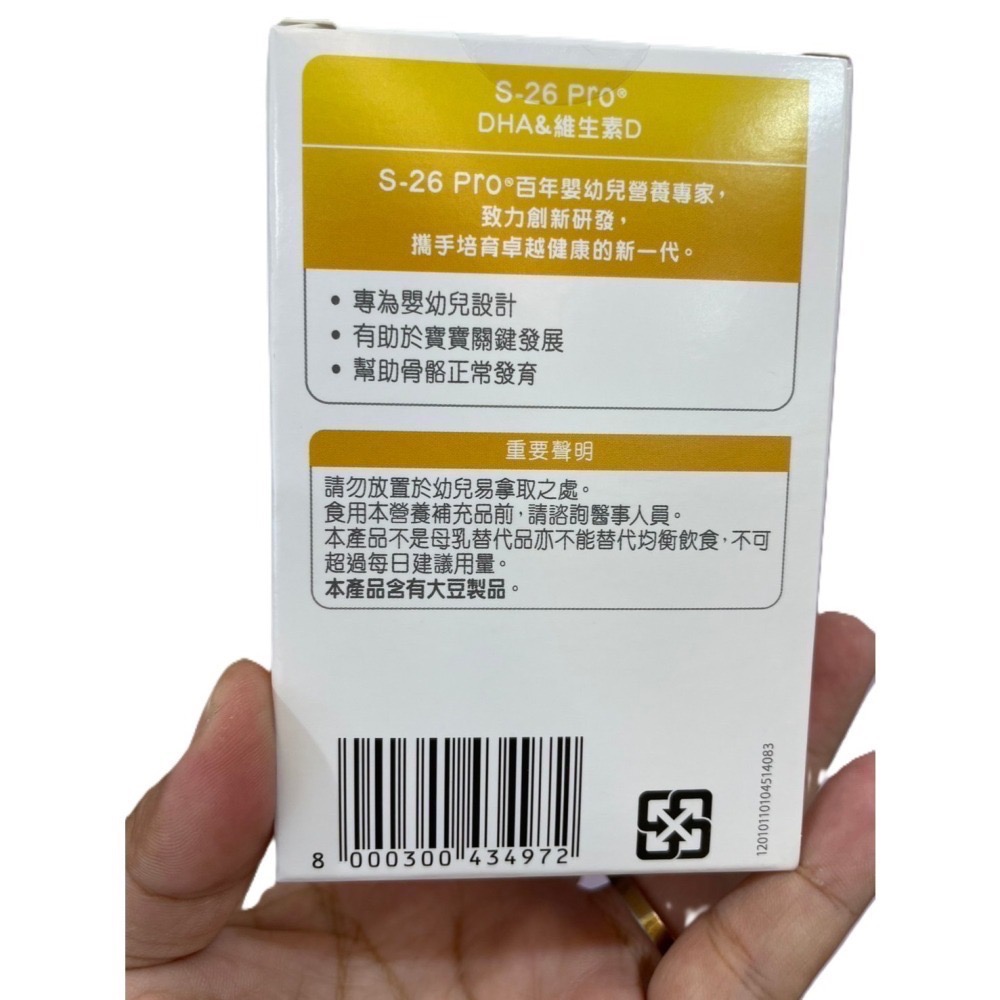 S-26 Pro®
DHA&維生素D
S-26 Pro®百年嬰幼兒營養專家，
致力創新研發，
攜手培育卓越健康的新一代。
• 專為嬰幼兒設計
• 有助於寶寶關鍵發展
• 幫助骨骼正常發育
重要聲明
請勿放置於幼兒易拿取之處。
食用本營養補充品前，請諮詢醫事人員。
本產品不是母乳替代品亦不能替代均衡飲食，不可
超過每日建議用量。
本產品含有大豆製品。
8 000300 434972
12010110104514083